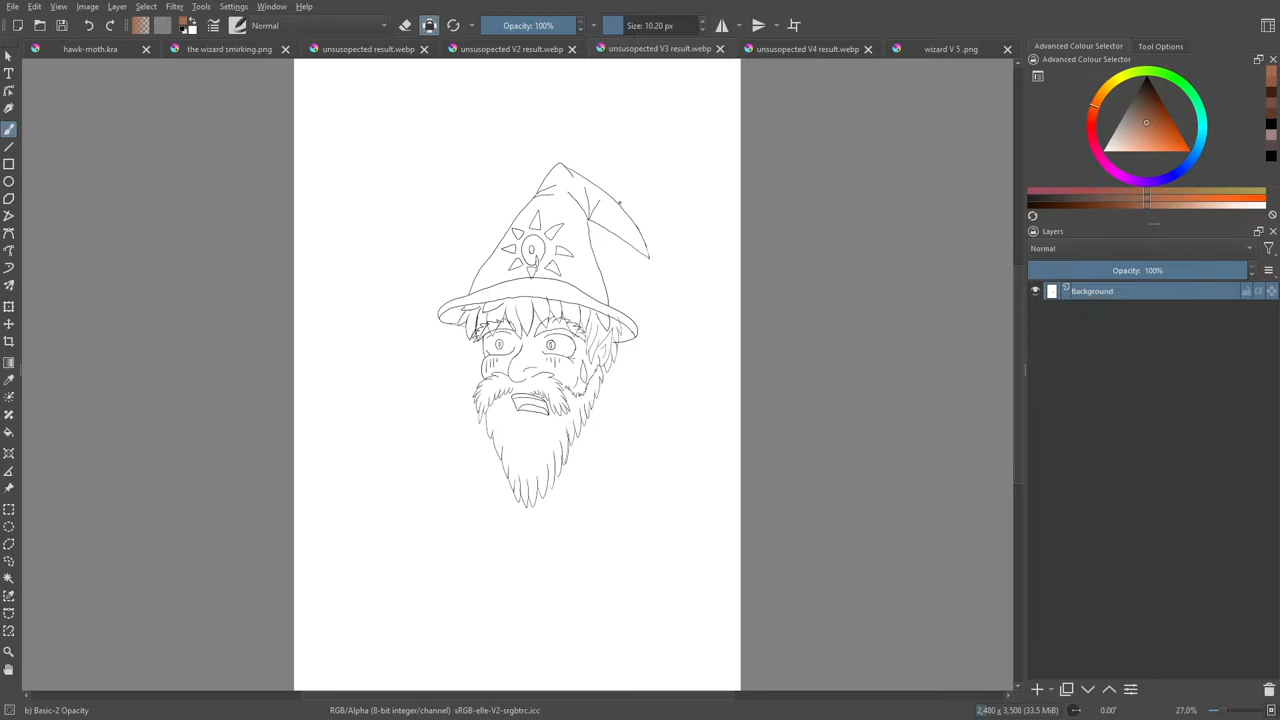 File Edit View Image Layer Select Filter Tools Settings Window Help
Normal Opacity: 100% Size: 10.20 px
hawk-moth.kra the wizard smirking.png unsusopected result.webp unsusopected V2 result.webp unsusopected V3 result.webp unsusopected V4 result.webp wizard V 5 .png
Advanced Colour Selector Tool Options
Advanced Colour Selector
Layers
Normal
Opacity: 100%
Background
b) Basic-2 Opacity RGB/Alpha (8-bit integer/channel) sRGB-elle-V2-srgbtrc.icc 2,480 x 3,508 (33.5 MiB) 0.00° 27.0%